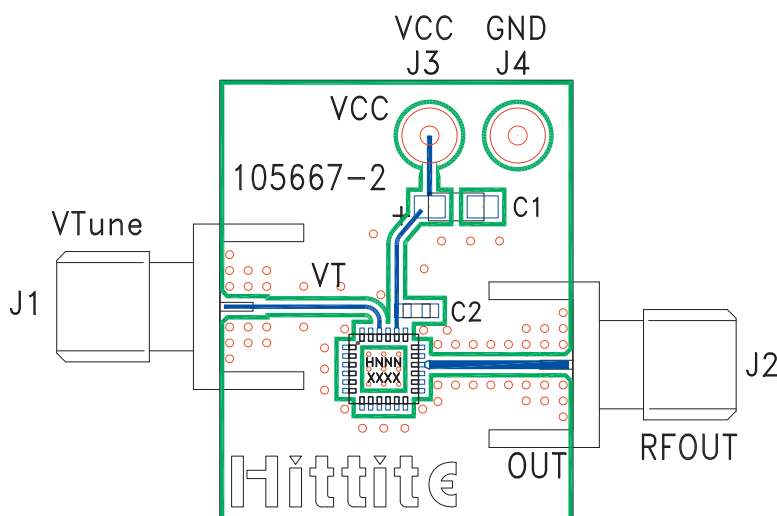 VCC GND
J3 J4
VCC
105667-2
C1
VTune
J1
VT
C2
HNNN
XXXX
J2
RFOUT
OUT
Hittite